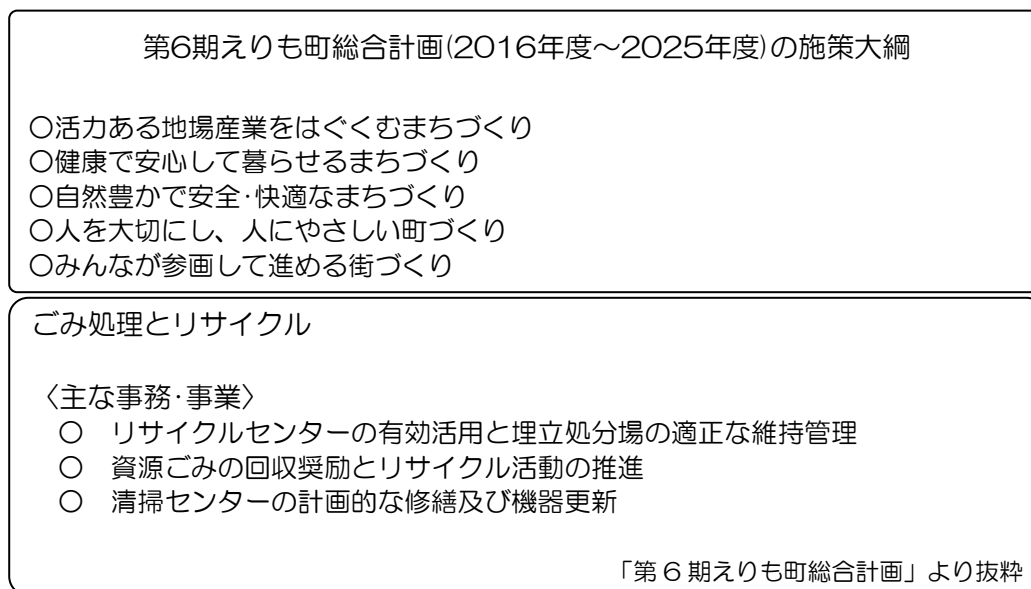 第6期えりも町総合計画(2016年度～2025年度)の施策大綱
〇活力ある地場産業をはぐくむまちづくり
〇健康で安心して暮らせるまちづくり
〇自然豊かで安全･快適なまちづくり
〇人を大切にし、人にやさしい町づくり
〇みんなが参画して進める街づくり
ごみ処理とリサイクル
〈主な事務･事業〉
〇　リサイクルセンターの有効活用と埋立処分場の適正な維持管理
〇　資源ごみの回収奨励とリサイクル活動の推進
〇　清掃センターの計画的な修繕及び機器更新
「第 6 期えりも町総合計画」より抜粋